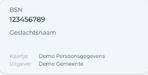 BSN
123456789
Geslachtsnaam
Kaartje: Demo Persoonsgegevens
Uitgever: Demo Gemeente